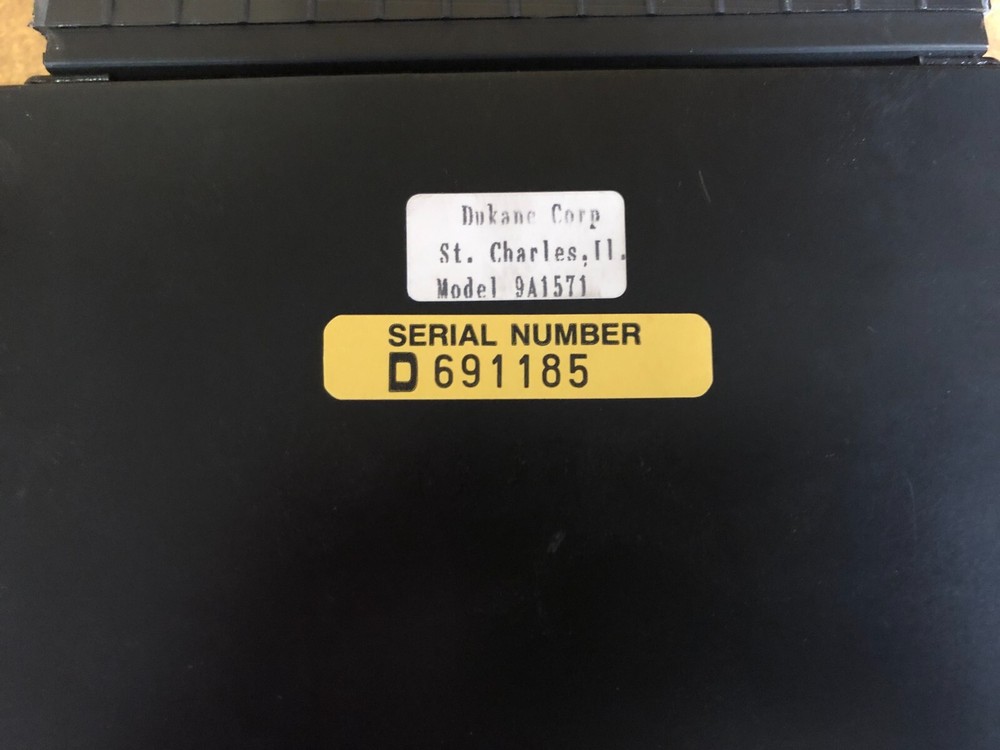 Dukane Corp
St. Charles,Il.
Model 9A1571
SERIAL NUMBER
D 691185